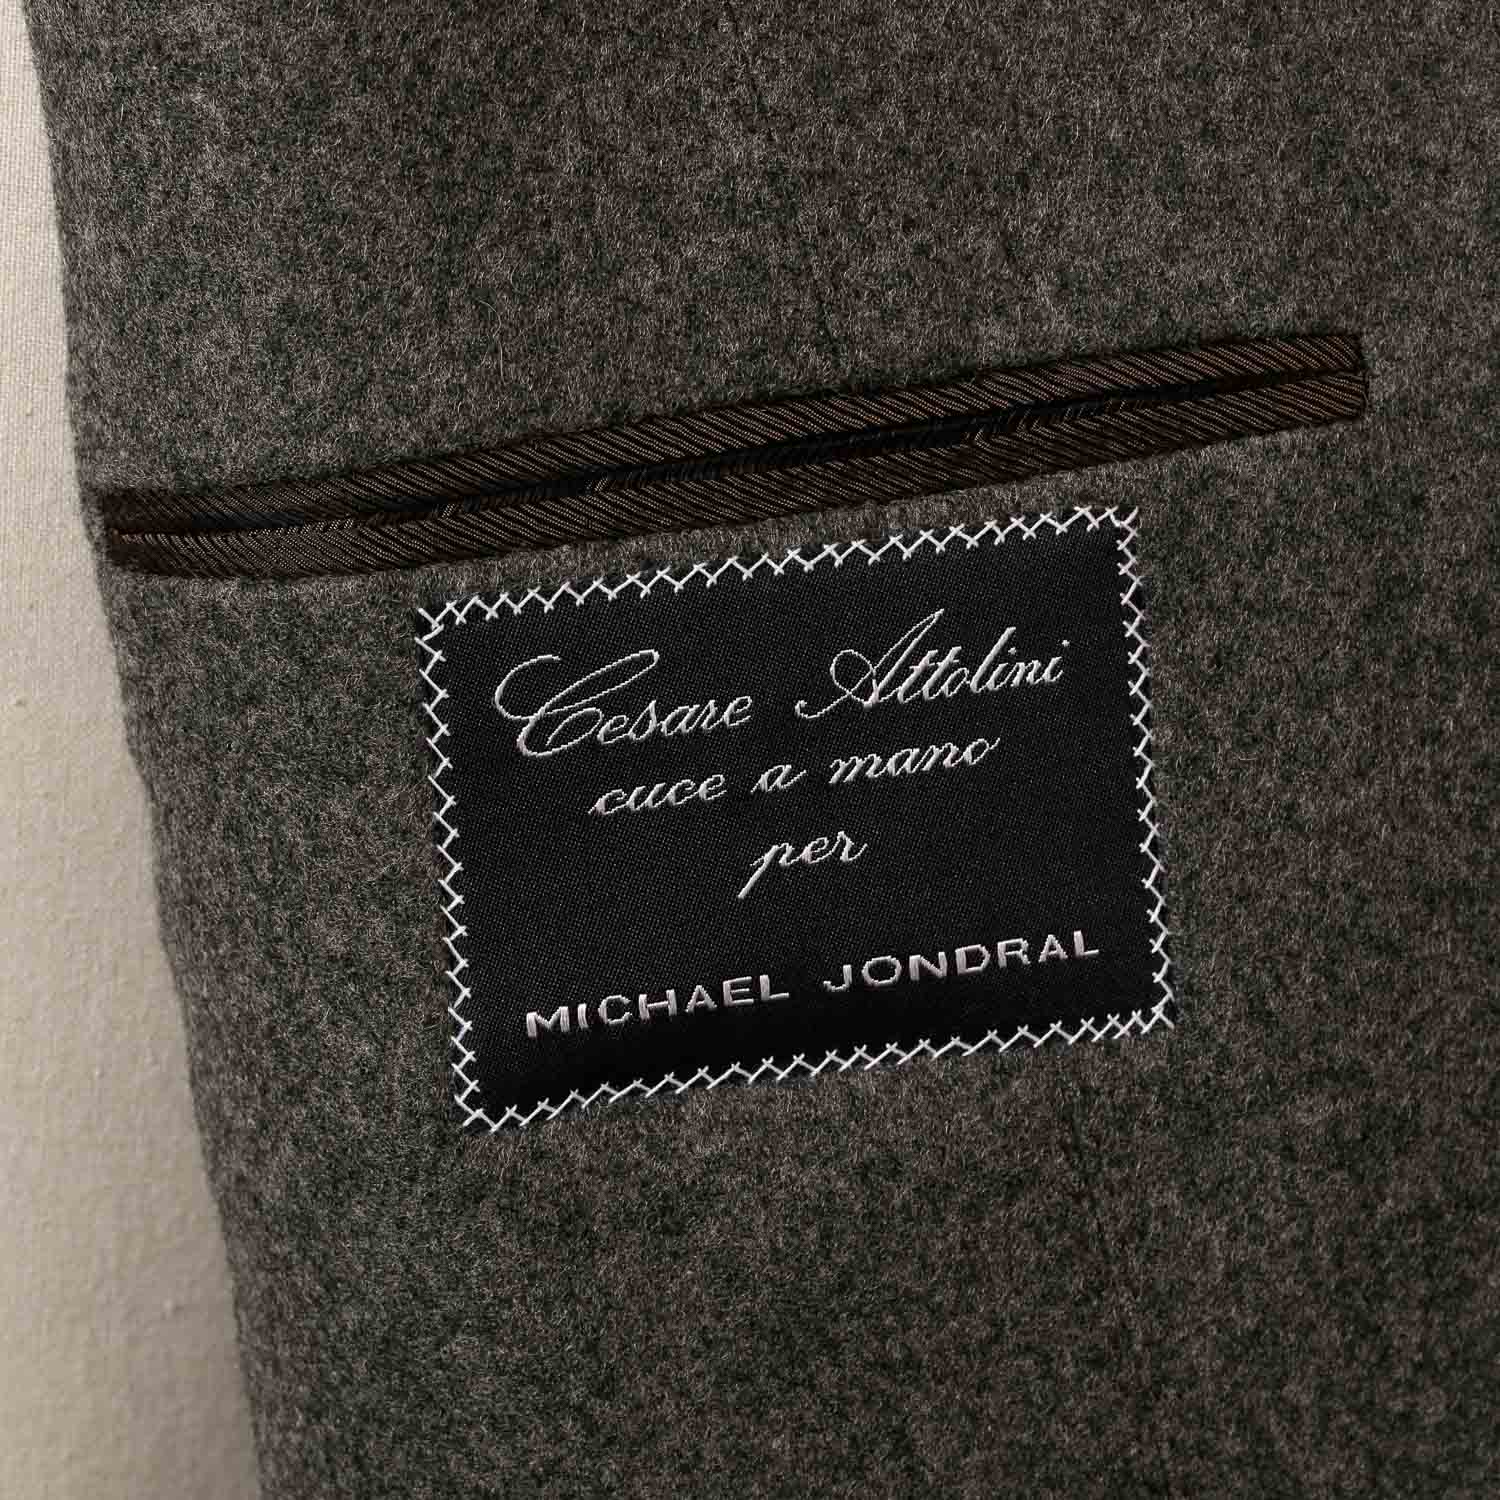 Cesare Attolini
cuce a mano
per
MICHAEL JONDRAL